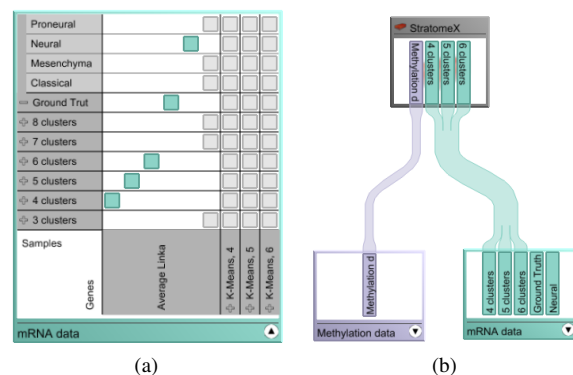 Proneural
Neural
Mesenchyma
Classical
Ground Trut
8 clusters
7 clusters
6 clusters
5 clusters
4 clusters
3 clusters
Samples
Genes
Average Linka
K-Means, 4
K-Means, 5
K-Means, 6
mRNA data
(a)
StratomeX
Methylation d
4 clusters
5 clusters
6 clusters
Methylation d
Methylation data
4 clusters
5 clusters
6 clusters
Ground Truth
Neural
mRNA data
(b)